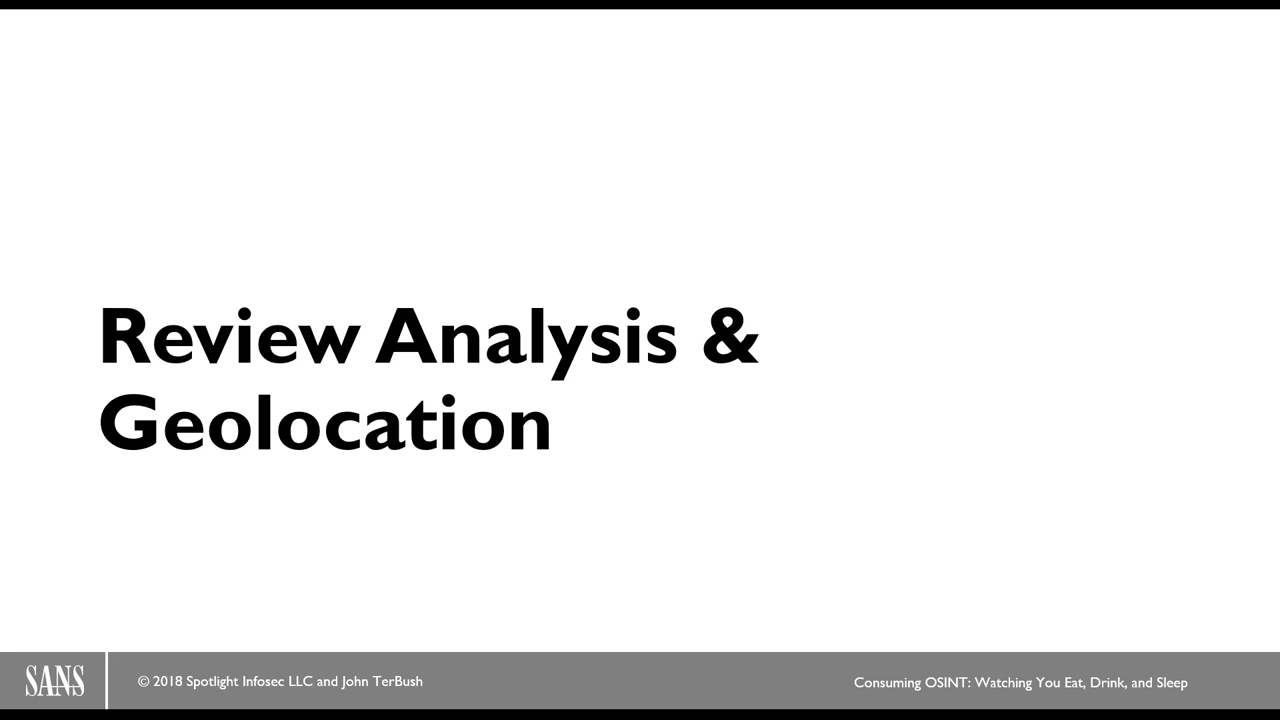 Review Analysis &
Geolocation
SANS
© 2018 Spotlight Infosec LLC and John TerBush
Consuming OSINT: Watching You Eat, Drink, and Sleep